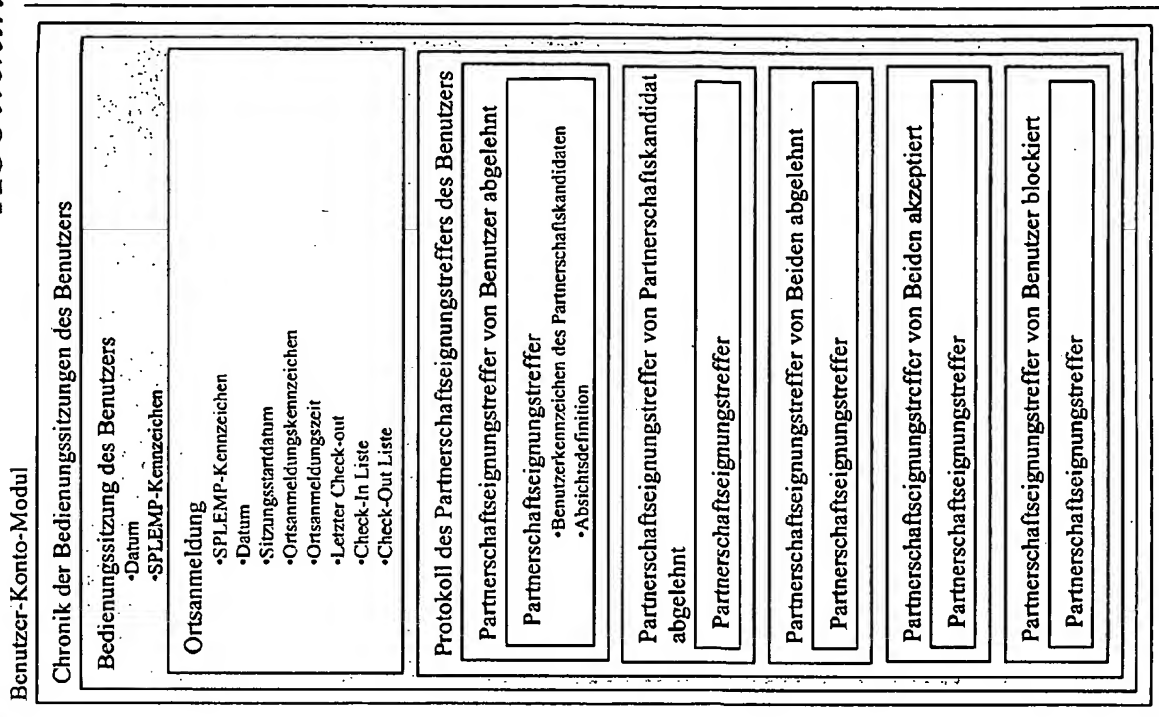 Benutzer-Konto-Modul
Chronik der Bedienungssitzungen des Benutzers
Bedienungssitzung des Benutzers
•Datum
•SPLEMP-Kennzeichen
Ortsanmeldung
•SPLEMP-Kennzeichen
•Datum
•Sitzungsstartdatum
•Ortsanmeldungskennzeichen
•Ortsanmeldungszeit
•Letzter Check-out
•Check-In Liste
•Check-Out Liste
Protokoll des Partnerschaftseignungstreffers des Benutzers
Partnerschaftseignungstreffer von Benutzer abgelehnt
Partnerschaftseignungstreffer
•Benutzerkennzeichen des Partnerschaftskandidaten
•Absichtsdefinition
Partnerschaftseignungstreffer von Partnerschaftskandidat
abgelehnt
Partnerschaftseignungstreffer
Partnerschaftseignungstreffer von Beiden abgelehnt
Partnerschaftseignungstreffer
Partnerschaftseignungstreffer von Beiden akzeptiert
Partnerschaftseignungstreffer
Partnerschaftseignungstreffer von Benutzer blockiert
Partnerschaftseignungstreffer